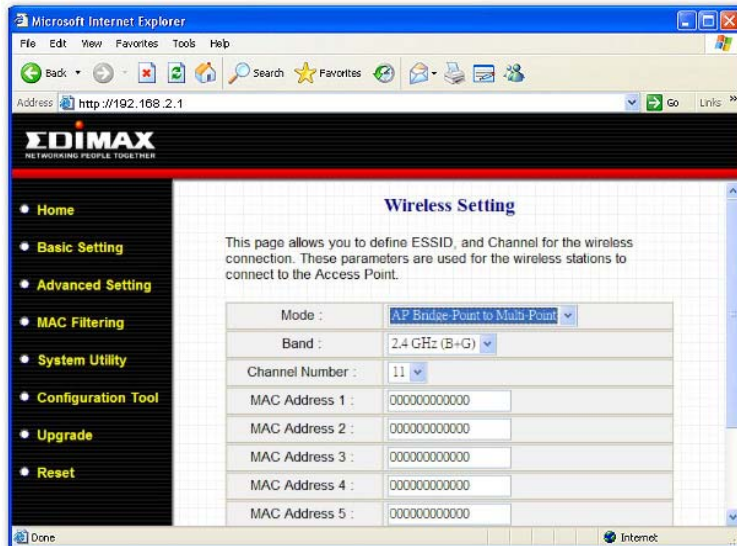 Microsoft Internet Explorer
File Edit View Favorites Tools Help
Back Search Favorites
Address http://192.168.2.1 Go Links »
EDIMAX
NETWORKING PEOPLE TOGETHER
Home
Basic Setting
Advanced Setting
MAC Filtering
System Utility
Configuration Tool
Upgrade
Reset
Wireless Setting
This page allows you to define ESSID, and Channel for the wireless
connection. These parameters are used for the wireless stations to
connect to the Access Point.
Mode : AP Bridge-Point to Multi-Point
Band : 2.4 GHz (B+G)
Channel Number : 11
MAC Address 1 : 000000000000
MAC Address 2 : 000000000000
MAC Address 3 : 000000000000
MAC Address 4 : 000000000000
MAC Address 5 : 000000000000
Done Internet